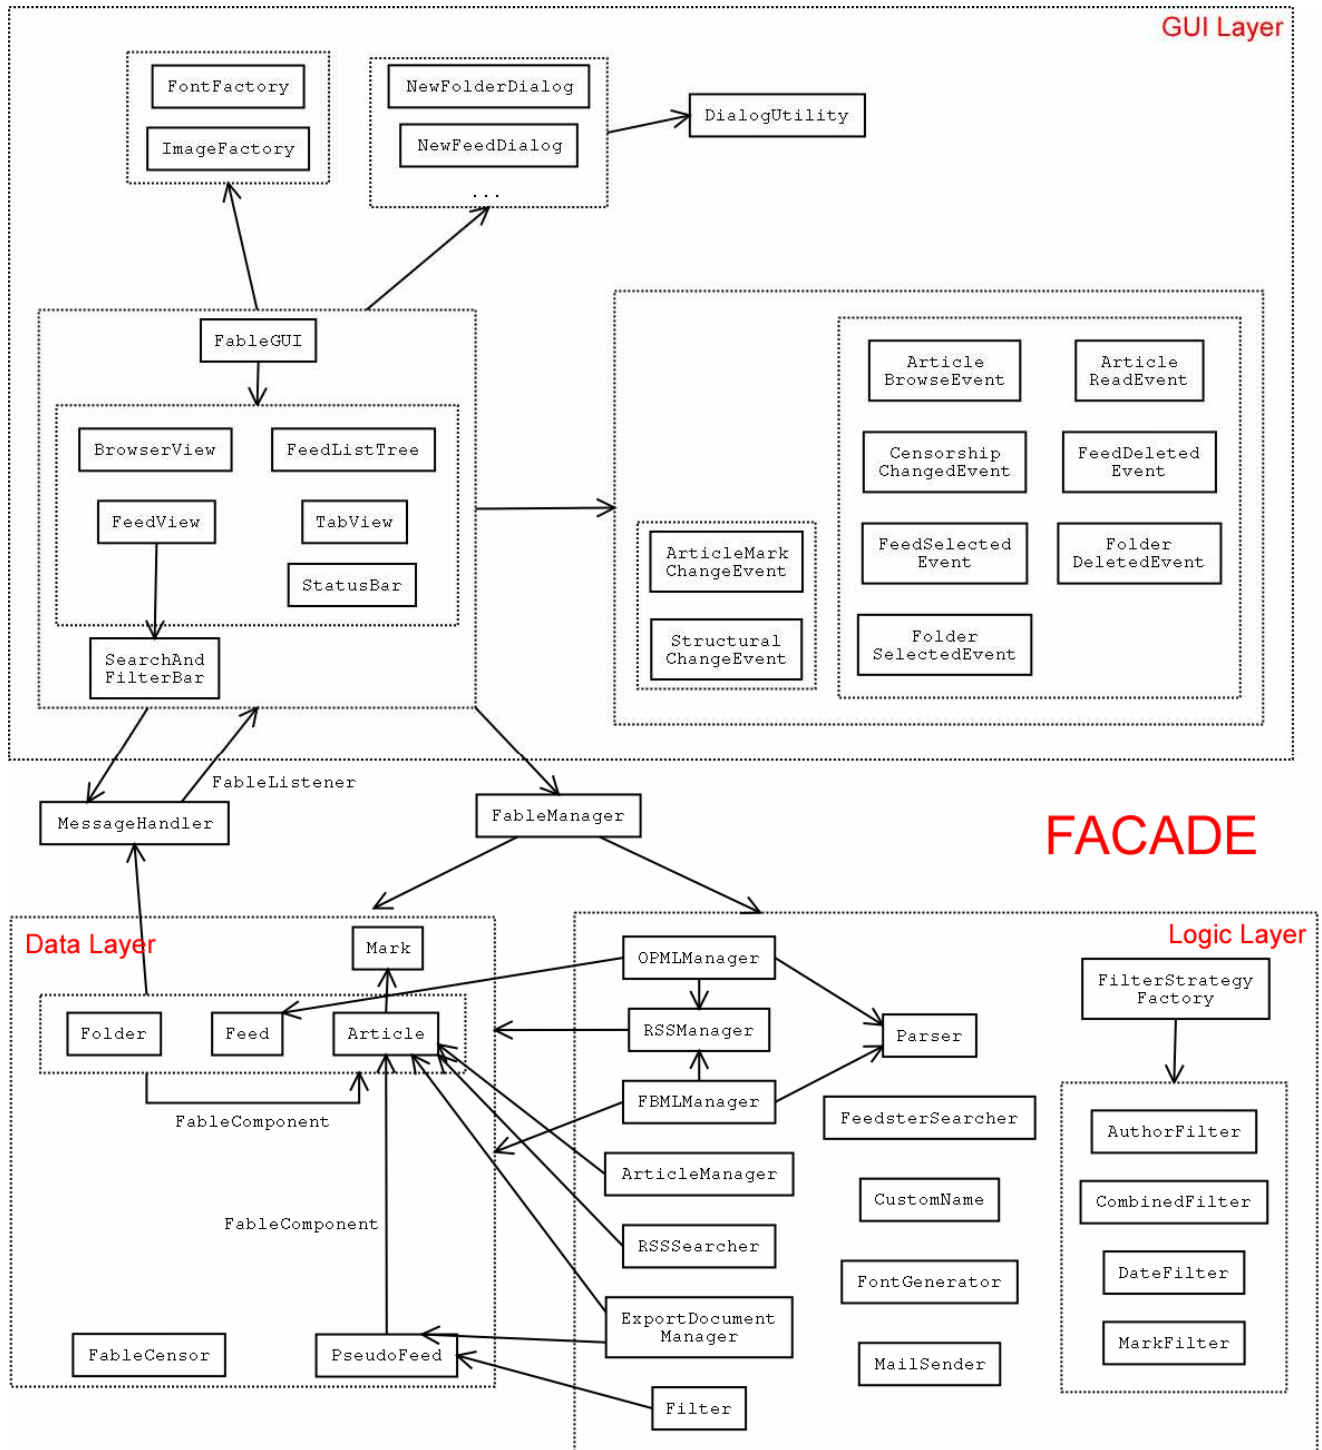 GUI Layer
FontFactory
ImageFactory
NewFolderDialog
NewFeedDialog
...
DialogUtility
FableGUI
BrowserView
FeedListTree
FeedView
TabView
StatusBar
SearchAnd
FilterBar
ArticleMark
ChangeEvent
Structural
ChangeEvent
Article
BrowseEvent
Article
ReadEvent
Censorship
ChangedEvent
FeedDeleted
Event
FeedSelected
Event
Folder
DeletedEvent
Folder
SelectedEvent
FableListener
MessageHandler
FableManager
FACADE
Data Layer
Mark
Folder
Feed
Article
FableComponent
FableComponent
FableCensor
PseudoFeed
Logic Layer
OPMLManager
RSSManager
FBMLManager
ArticleManager
RSSSearcher
ExportDocument
Manager
Filter
Parser
FeedsterSearcher
CustomName
FontGenerator
MailSender
FilterStrategy
Factory
AuthorFilter
CombinedFilter
DateFilter
MarkFilter